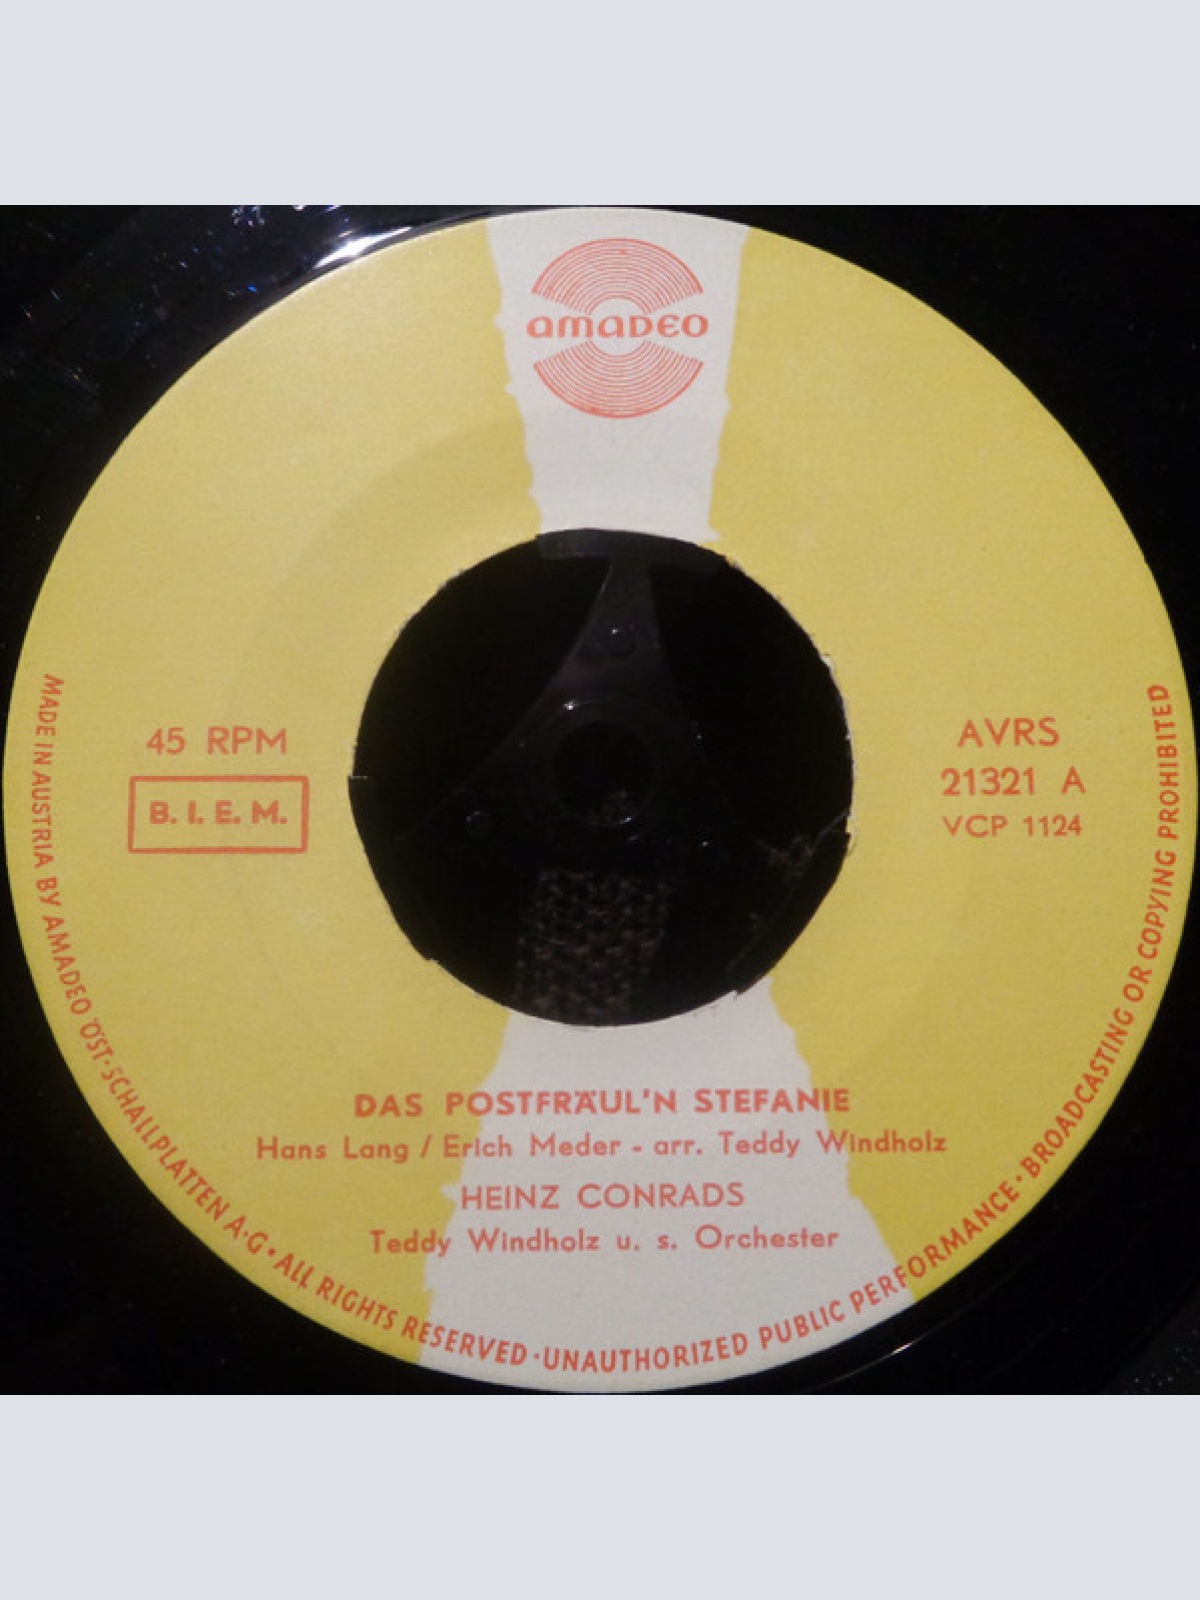 AMADEO
45 RPM
B. I. E. M.
AVRS
21321 A
VCP 1124
DAS POSTFRÄUL'N STEFANIE
Hans Lang / Erich Meder - arr. Teddy Windholz
HEINZ CONRADS
Teddy Windholz u. s. Orchester
MADE IN AUSTRIA BY AMADEO ÖST·SCHALLPLATTEN A·G·ALL RIGHTS RESERVED·UNAUTHORIZED PUBLIC PERFORMANCE·BROADCASTING OR COPYING PROHIBITED